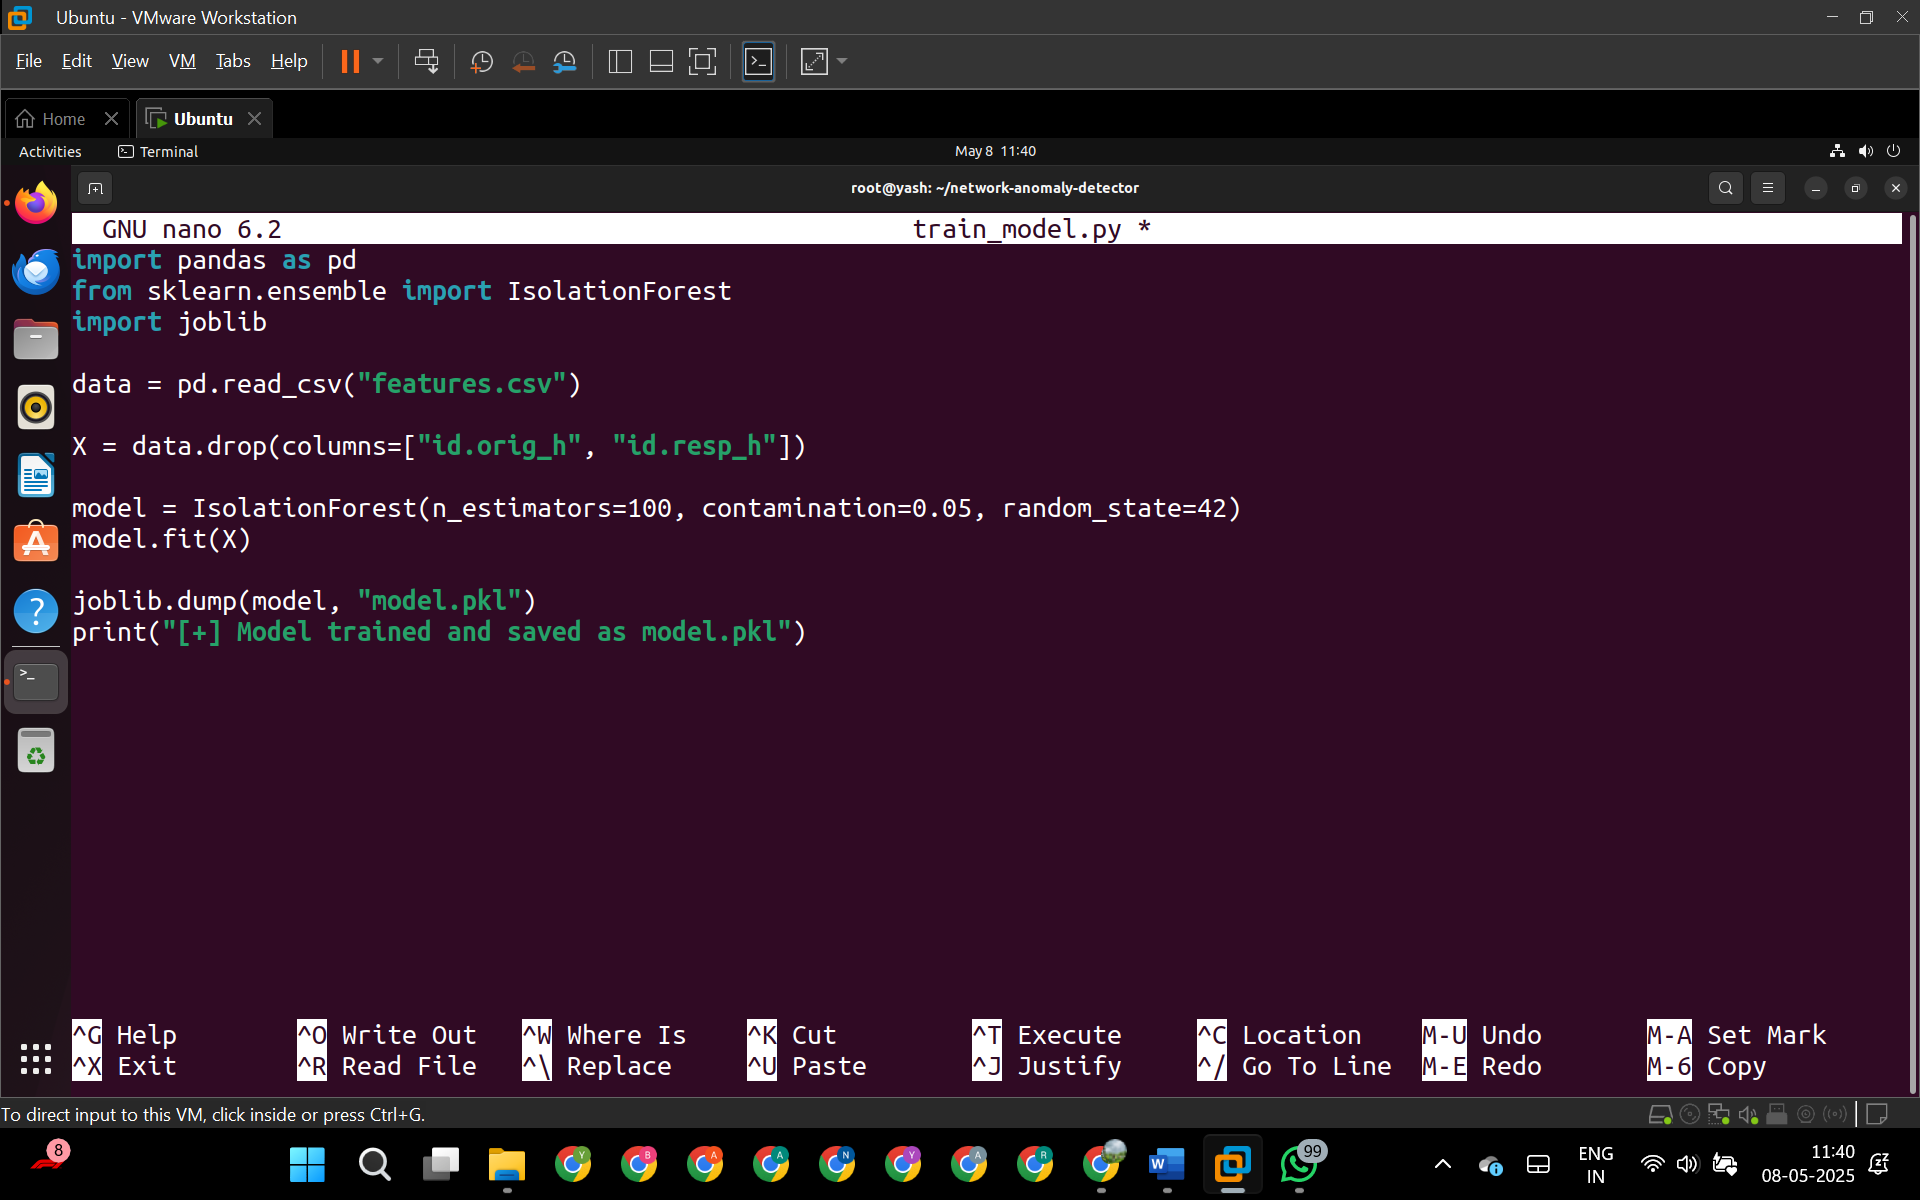 Ubuntu - VMware Workstation
File Edit View VM Tabs Help
Home Ubuntu
Activities Terminal May 8 11:40
root@yash: ~/network-anomaly-detector
GNU nano 6.2 train_model.py *
import pandas as pd
from sklearn.ensemble import IsolationForest
import joblib
data = pd.read_csv("features.csv")
X = data.drop(columns=["id.orig_h", "id.resp_h"])
model = IsolationForest(n_estimators=100, contamination=0.05, random_state=42)
model.fit(X)
joblib.dump(model, "model.pkl")
print("[+] Model trained and saved as model.pkl")
^G Help ^O Write Out ^W Where Is ^K Cut ^T Execute ^C Location M-U Undo M-A Set Mark
^X Exit ^R Read File ^\ Replace ^U Paste ^J Justify ^/ Go To Line M-E Redo M-6 Copy
To direct input to this VM, click inside or press Ctrl+G.
8 Y B A A N Y A R W 99 ENG 11:40
IN 08-05-2025